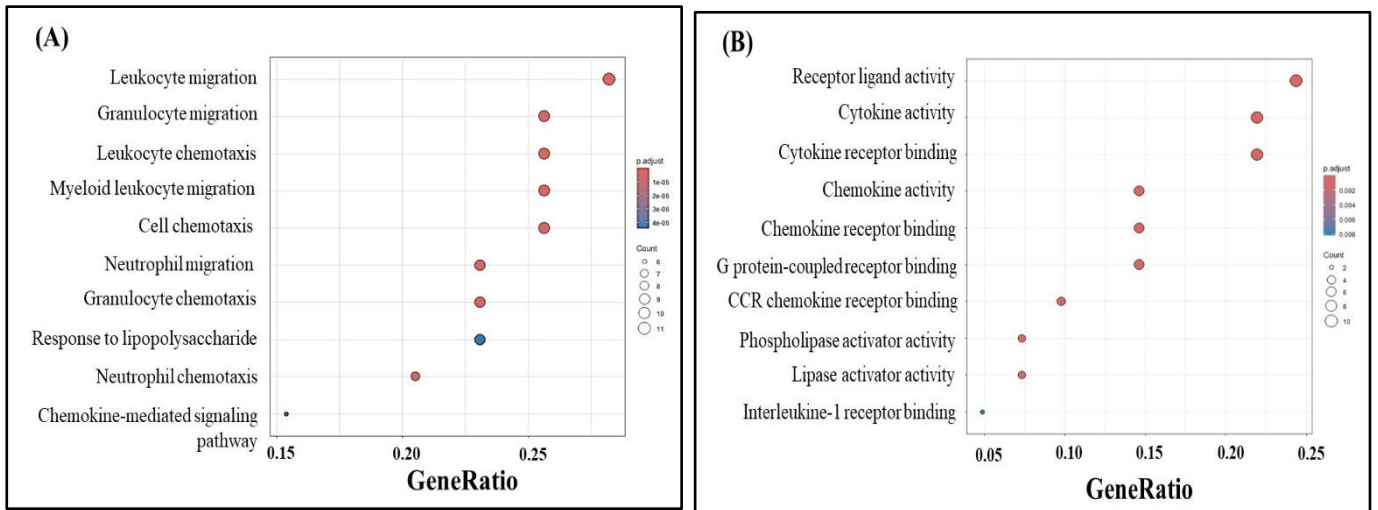 (A)
Leukocyte migration
Granulocyte migration
Leukocyte chemotaxis
Myeloid leukocyte migration
Cell chemotaxis
Neutrophil migration
Granulocyte chemotaxis
Response to lipopolysaccharide
Neutrophil chemotaxis
Chemokine-mediated signaling
pathway
0.15 0.20 0.25
GeneRatio
p.adjust
1e-06
2e-06
3e-06
4e-06
Count
6
7
8
9
10
11
(B)
Receptor ligand activity
Cytokine activity
Cytokine receptor binding
Chemokine activity
Chemokine receptor binding
G protein-coupled receptor binding
CCR chemokine receptor binding
Phospholipase activator activity
Lipase activator activity
Interleukine-1 receptor binding
0.05 0.10 0.15 0.20 0.25
GeneRatio
p.adjust
0.002
0.004
0.006
0.008
Count
2
4
6
8
10